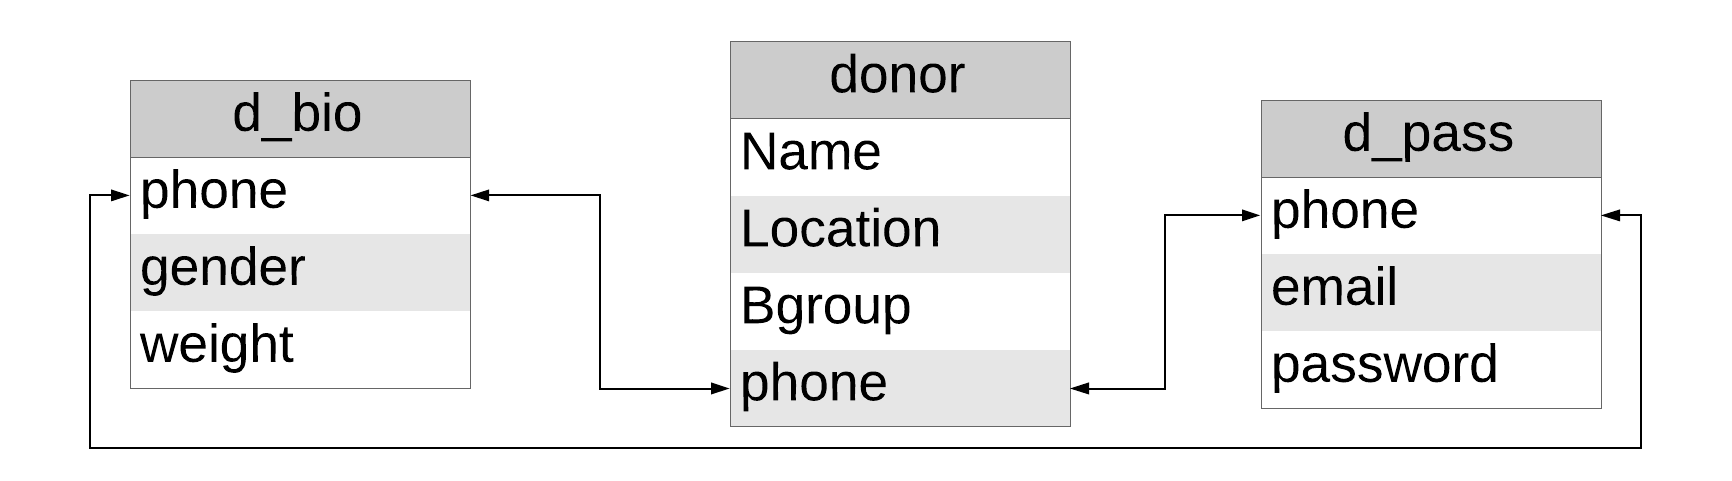 d_bio
phone
gender
weight
donor
Name
Location
Bgroup
phone
d_pass
phone
email
password